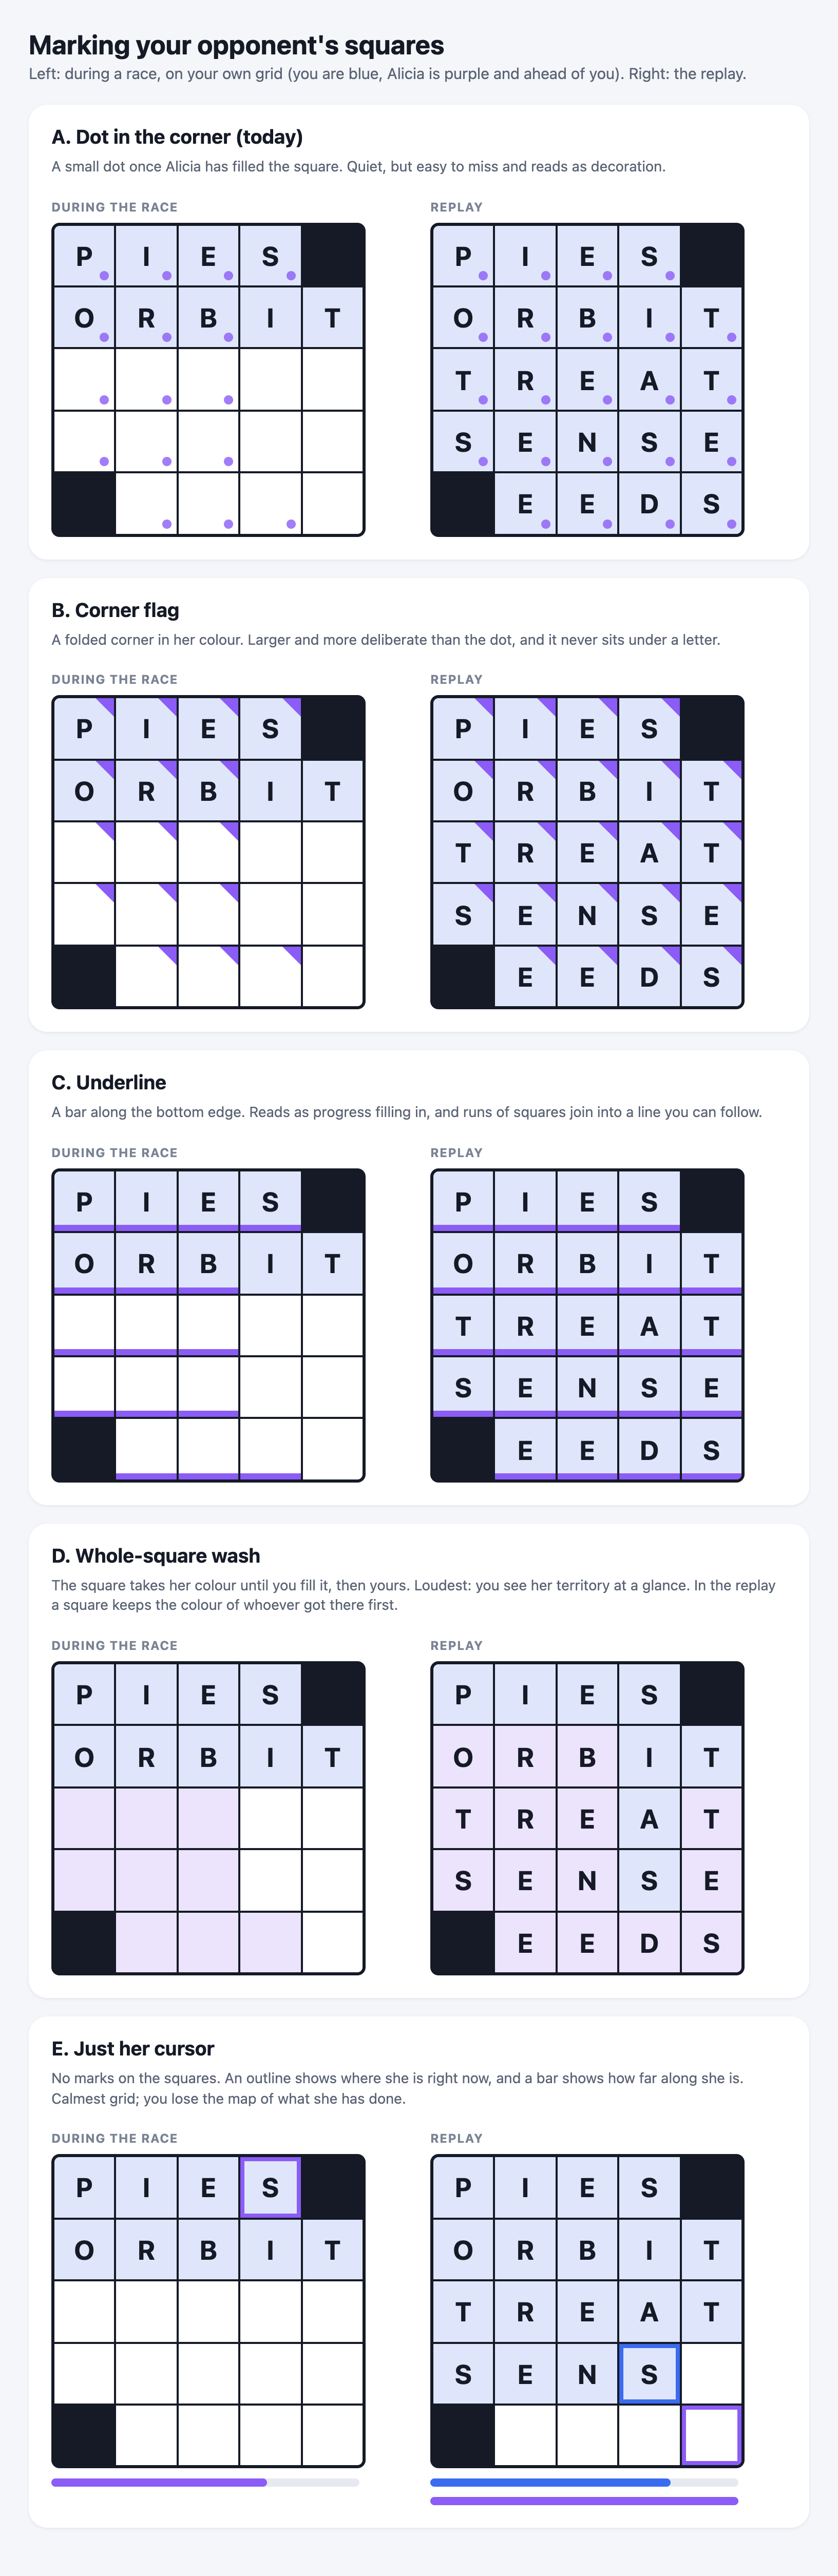 Marking your opponent's squares
Left: during a race, on your own grid (you are blue, Alicia is purple and ahead of you). Right: the replay.
A. Dot in the corner (today)
A small dot once Alicia has filled the square. Quiet, but easy to miss and reads as decoration.
DURING THE RACE
P I E S
O R B I T
REPLAY
P I E S
O R B I T
T R E A T
S E N S E
E E D S
B. Corner flag
A folded corner in her colour. Larger and more deliberate than the dot, and it never sits under a letter.
DURING THE RACE
P I E S
O R B I T
REPLAY
P I E S
O R B I T
T R E A T
S E N S E
E E D S
C. Underline
A bar along the bottom edge. Reads as progress filling in, and runs of squares join into a line you can follow.
DURING THE RACE
P I E S
O R B I T
REPLAY
P I E S
O R B I T
T R E A T
S E N S E
E E D S
D. Whole-square wash
The square takes her colour until you fill it, then yours. Loudest: you see her territory at a glance. In the replay
a square keeps the colour of whoever got there first.
DURING THE RACE
P I E S
O R B I T
REPLAY
P I E S
O R B I T
T R E A T
S E N S E
E E D S
E. Just her cursor
No marks on the squares. An outline shows where she is right now, and a bar shows how far along she is.
Calmest grid; you lose the map of what she has done.
DURING THE RACE
P I E S
O R B I T
REPLAY
P I E S
O R B I T
T R E A T
S E N S